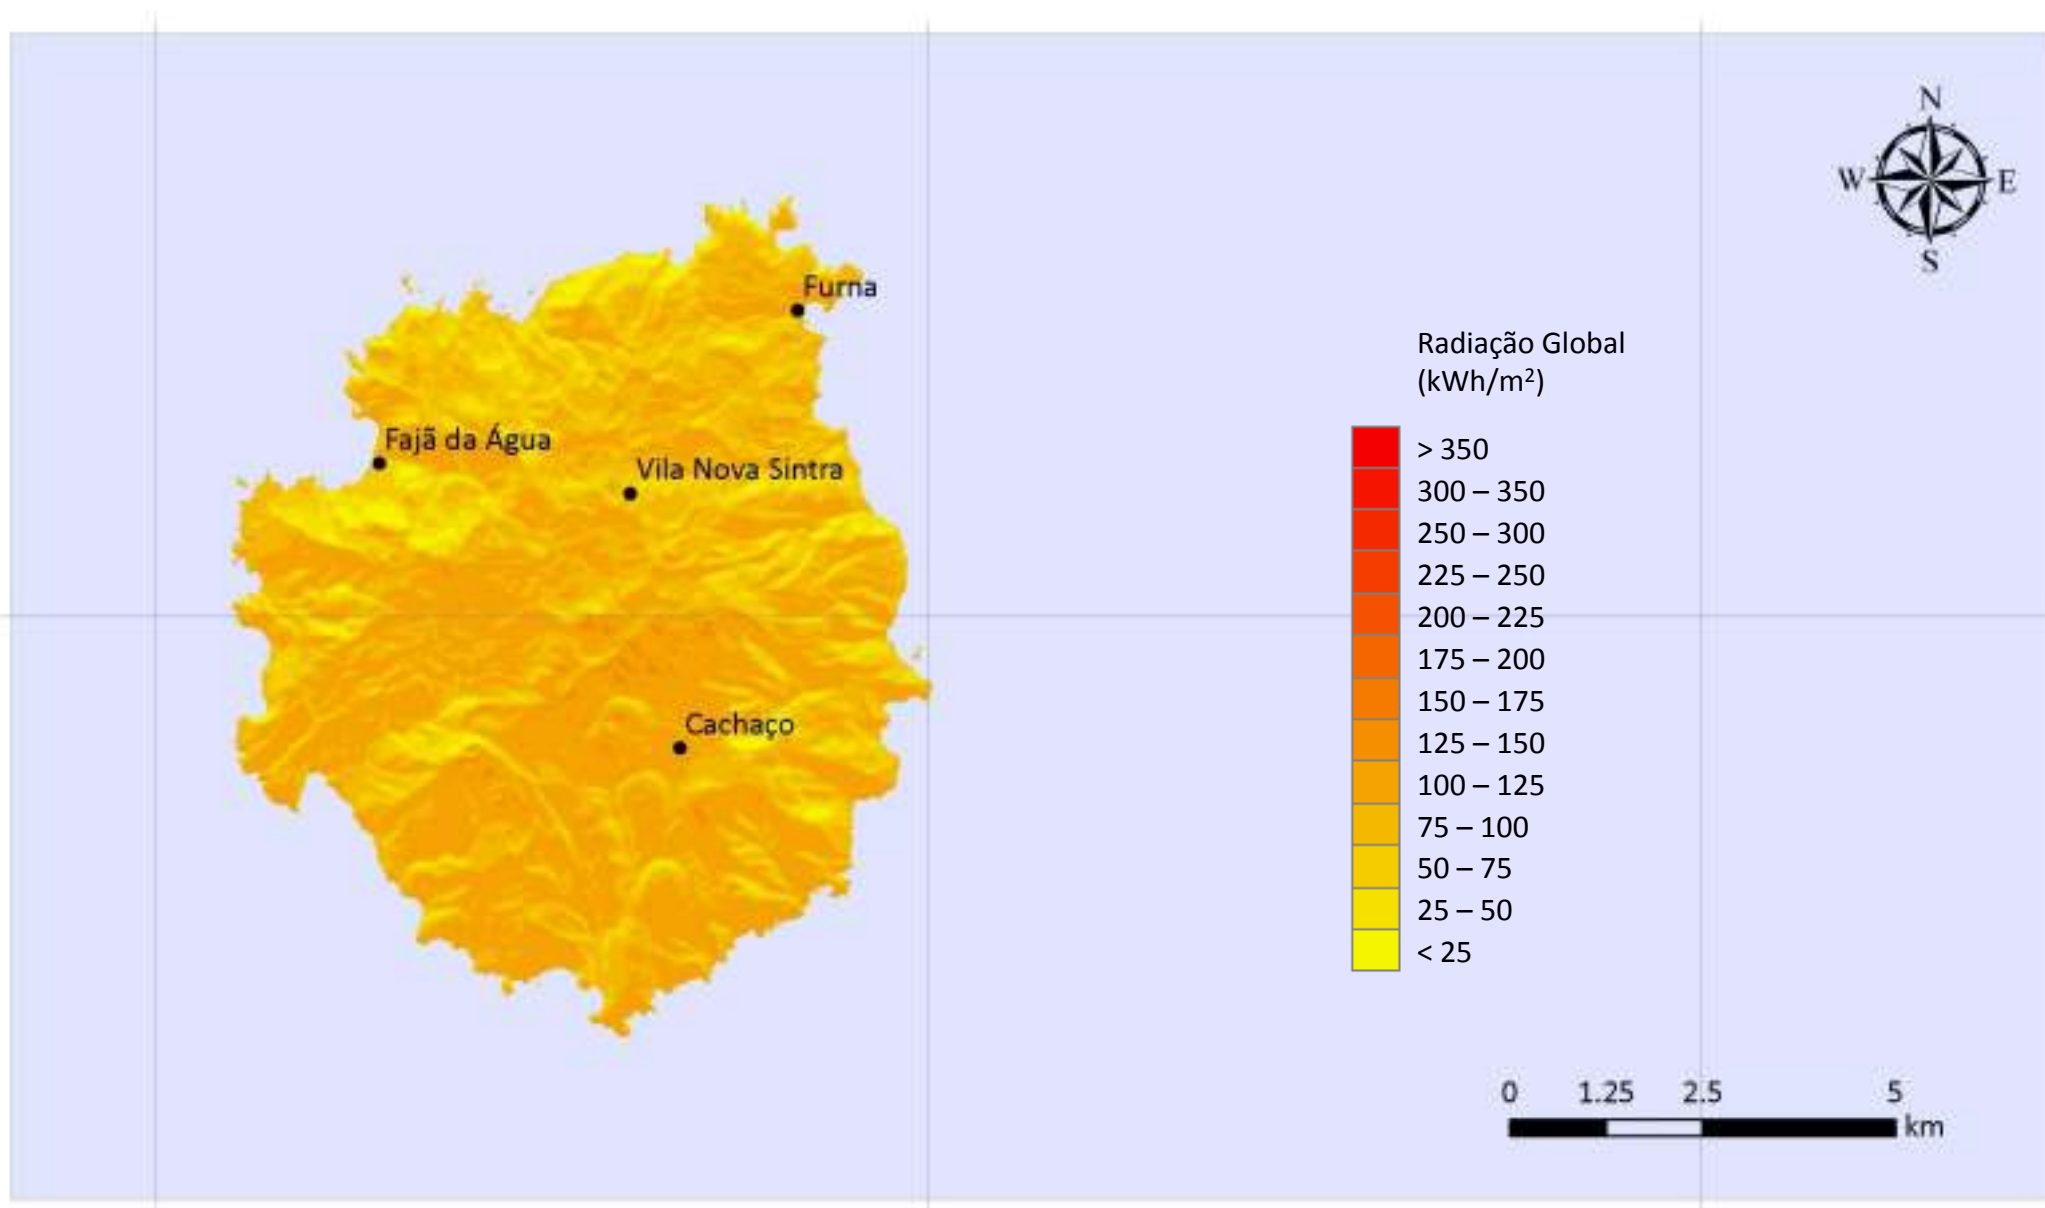 N
W
E
S
Furna
Fajã da Água
Vila Nova Sintra
Cachaço
Radiação Global
(kWh/m²)
> 350
300 – 350
250 – 300
225 – 250
200 – 225
175 – 200
150 – 175
125 – 150
100 – 125
75 – 100
50 – 75
25 – 50
< 25
0 1.25 2.5 5
km